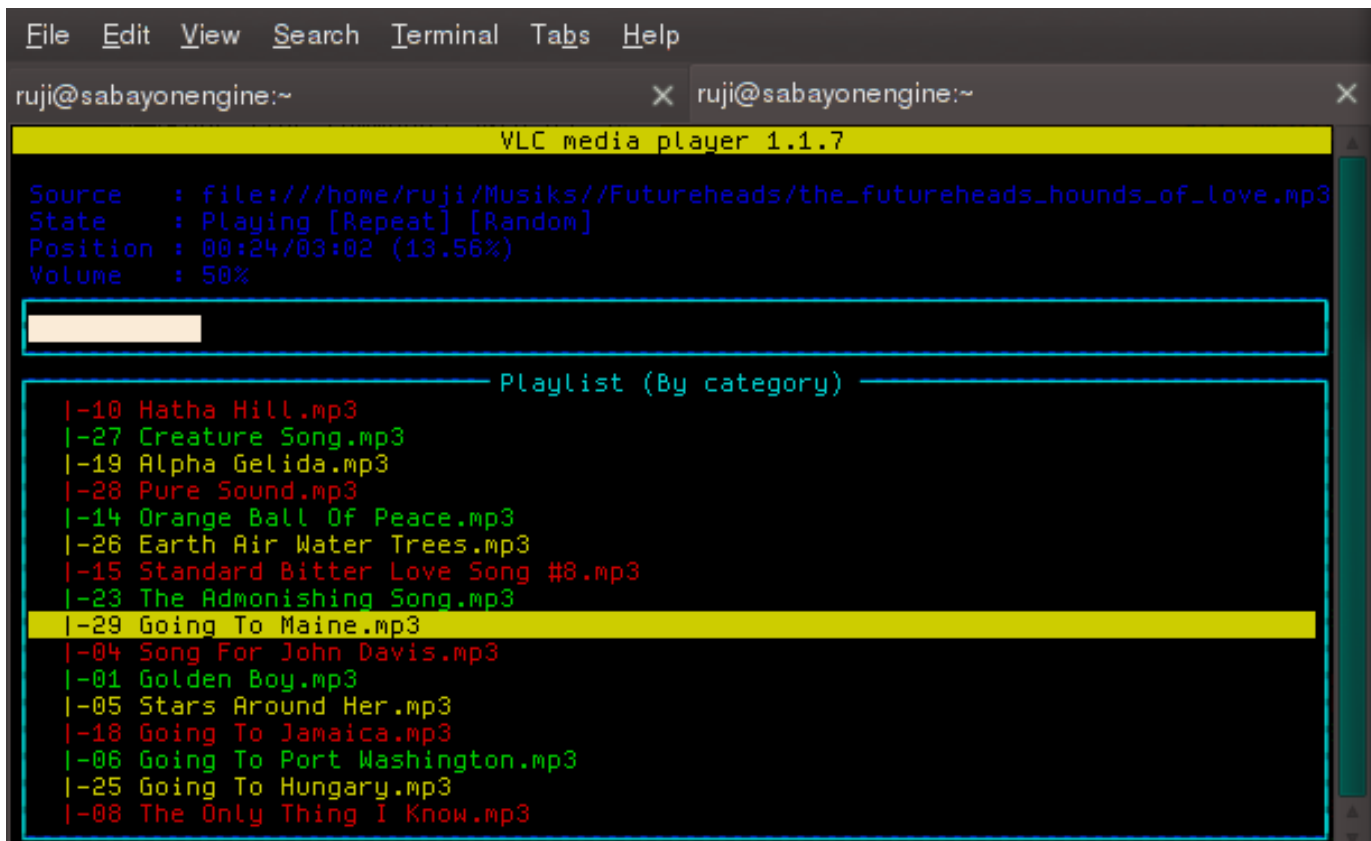 File Edit View Search Terminal Tabs Help
ruji@sabayonengine:~ × ruji@sabayonengine:~ ×
VLC media player 1.1.7
Source : file:///home/ruji/Musiks//Futureheads/the_futureheads_hounds_of_love.mp3
State : Playing [Repeat] [Random]
Position : 00:24/03:02 (13.56%)
Volume : 50%
Playlist (By category)
|-10 Hatha Hill.mp3
|-27 Creature Song.mp3
|-19 Alpha Gelida.mp3
|-28 Pure Sound.mp3
|-14 Orange Ball Of Peace.mp3
|-26 Earth Air Water Trees.mp3
|-15 Standard Bitter Love Song #8.mp3
|-23 The Admonishing Song.mp3
|-29 Going To Maine.mp3
|-04 Song For John Davis.mp3
|-01 Golden Boy.mp3
|-05 Stars Around Her.mp3
|-18 Going To Jamaica.mp3
|-06 Going To Port Washington.mp3
|-25 Going To Hungary.mp3
|-08 The Only Thing I Know.mp3